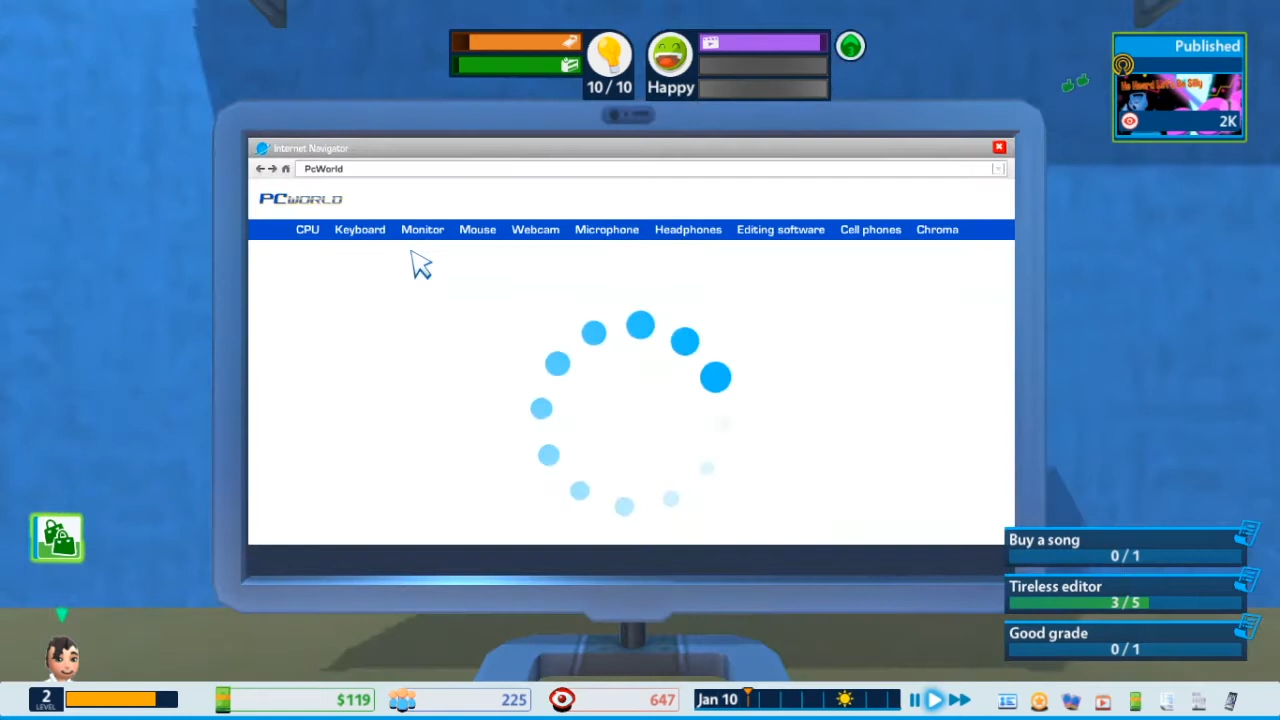 Published
10 / 10
Happy
2K
Internet Navigator
PcWorld
PCWORLD
CPU Keyboard Monitor Mouse Webcam Microphone Headphones Editing software Cell phones Chroma
Buy a song
0 / 1
Tireless editor
3 / 5
Good grade
0 / 1
2
LEVEL
$119
225
647
Jan 10